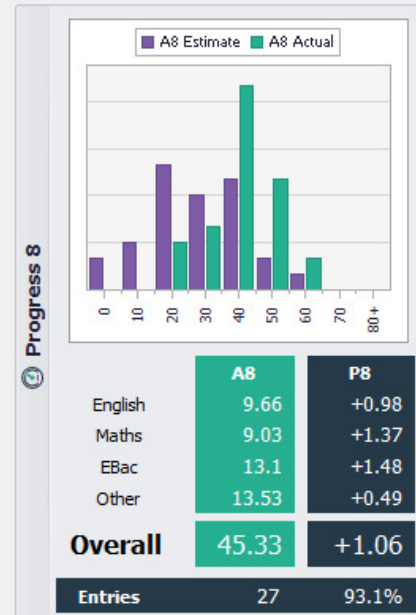 Progress 8
A8 Estimate A8 Actual
0 10 20 30 40 50 60 70 80+
A8 P8
English 9.66 +0.98
Maths 9.03 +1.37
EBac 13.1 +1.48
Other 13.53 +0.49
Overall 45.33 +1.06
Entries 27 93.1%